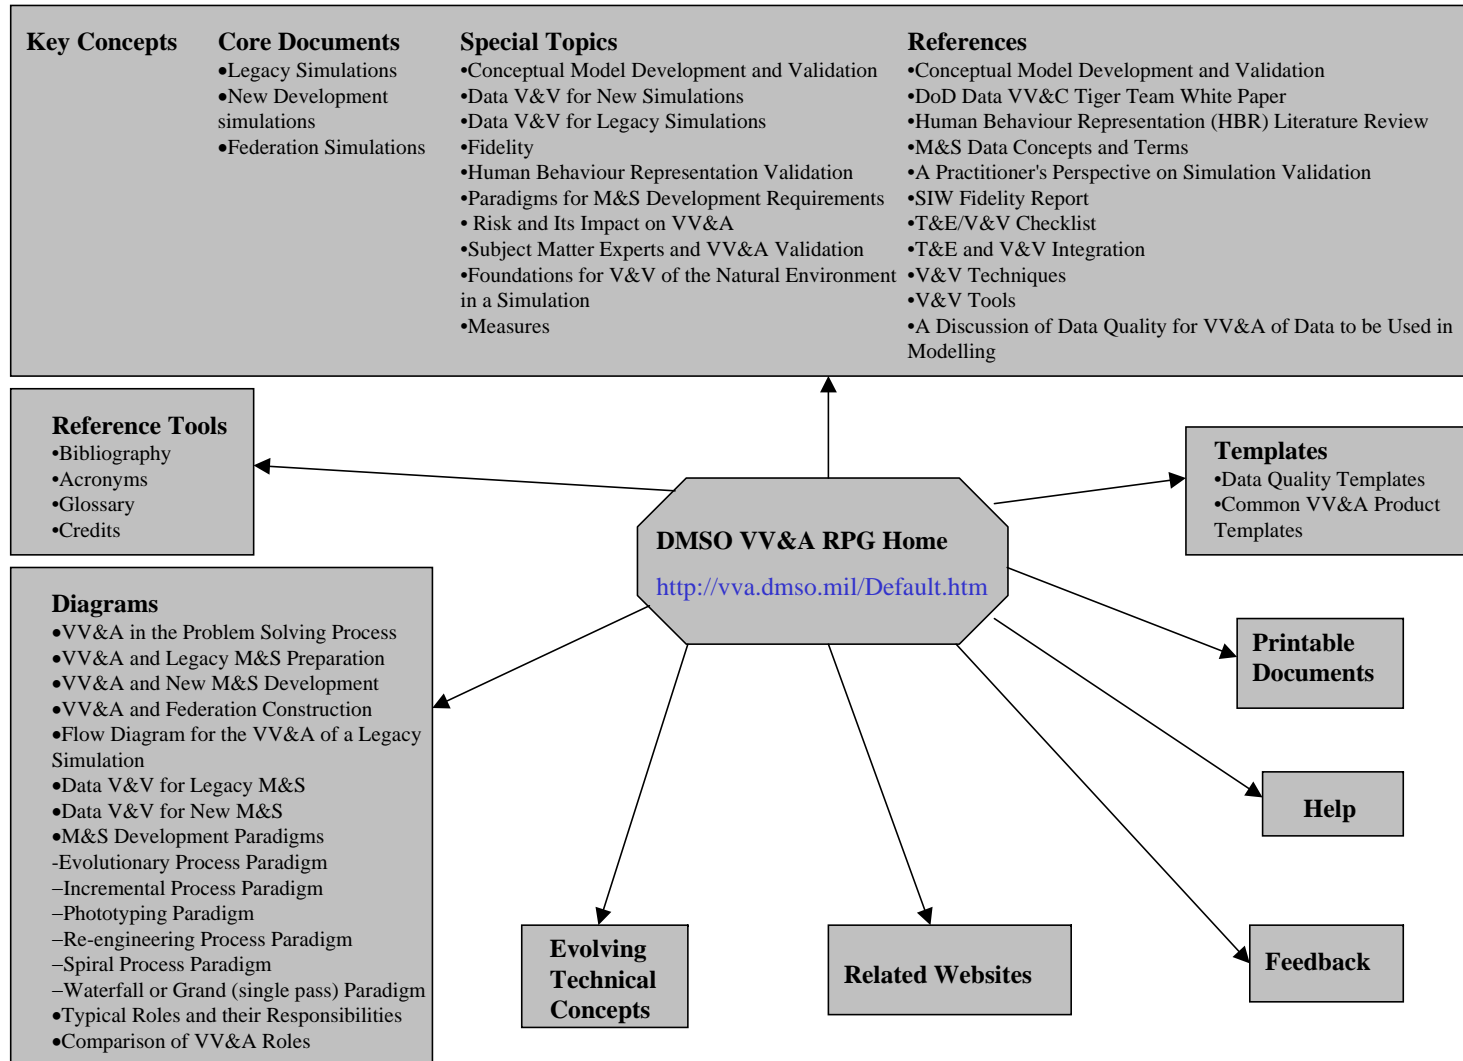 Key Concepts
Core Documents
•Legacy Simulations
•New Development
simulations
•Federation Simulations
Special Topics
•Conceptual Model Development and Validation
•Data V&V for New Simulations
•Data V&V for Legacy Simulations
•Fidelity
•Human Behaviour Representation Validation
•Paradigms for M&S Development Requirements
• Risk and Its Impact on VV&A
•Subject Matter Experts and VV&A Validation
•Foundations for V&V of the Natural Environment
in a Simulation
•Measures
References
•Conceptual Model Development and Validation
•DoD Data VV&C Tiger Team White Paper
•Human Behaviour Representation (HBR) Literature Review
•M&S Data Concepts and Terms
•A Practitioner's Perspective on Simulation Validation
•SIW Fidelity Report
•T&E/V&V Checklist
•T&E and V&V Integration
•V&V Techniques
•V&V Tools
•A Discussion of Data Quality for VV&A of Data to be Used in
Modelling
Reference Tools
•Bibliography
•Acronyms
•Glossary
•Credits
Templates
•Data Quality Templates
•Common VV&A Product
Templates
DMSO VV&A RPG Home
http://vva.dmso.mil/Default.htm
Diagrams
•VV&A in the Problem Solving Process
•VV&A and Legacy M&S Preparation
•VV&A and New M&S Development
•VV&A and Federation Construction
•Flow Diagram for the VV&A of a Legacy
Simulation
•Data V&V for Legacy M&S
•Data V&V for New M&S
•M&S Development Paradigms
-Evolutionary Process Paradigm
–Incremental Process Paradigm
–Phototyping Paradigm
–Re-engineering Process Paradigm
–Spiral Process Paradigm
–Waterfall or Grand (single pass) Paradigm
•Typical Roles and their Responsibilities
•Comparison of VV&A Roles
Printable
Documents
Help
Feedback
Related Websites
Evolving
Technical
Concepts